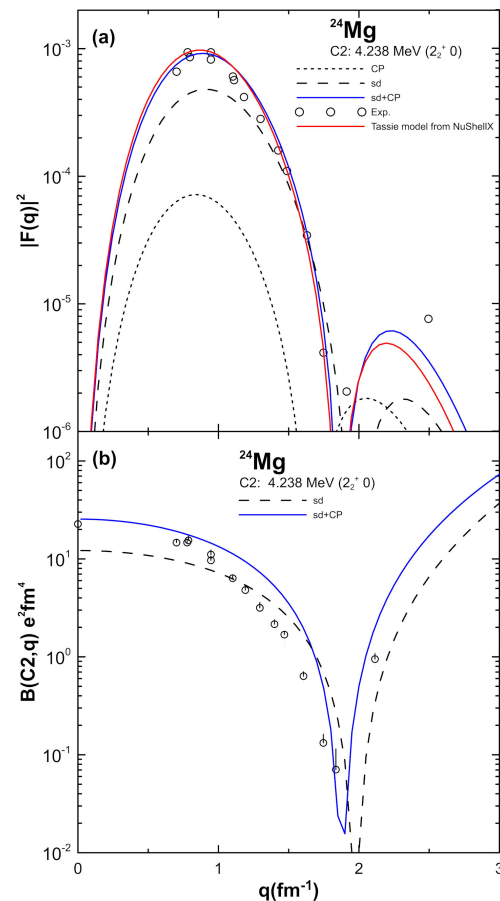 (a)
²⁴Mg
C2: 4.238 MeV (2₂⁺ 0)
CP
sd
sd+CP
Exp.
Tassie model from NuShellX
|F(q)|²
10⁻³
10⁻⁴
10⁻⁵
10⁻⁶
(b)
²⁴Mg
C2: 4.238 MeV (2₂⁺ 0)
sd
sd+CP
B(C2,q) e²fm⁴
10²
10¹
10⁰
10⁻¹
10⁻²
0 1 2 3
q(fm⁻¹)